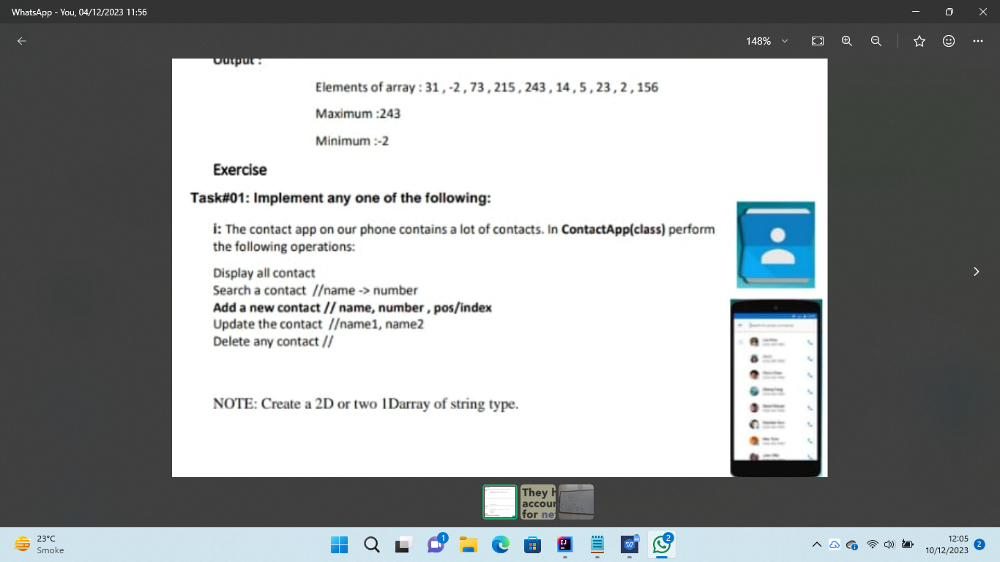 WhatsApp - You, 04/12/2023 11:56
148%
Output :
Elements of array : 31 , -2 , 73 , 215 , 243 , 14 , 5 , 23 , 2 , 156
Maximum :243
Minimum :-2
Exercise
Task#01: Implement any one of the following:
i: The contact app on our phone contains a lot of contacts. In ContactApp(class) perform
the following operations:
Display all contact
Search a contact //name -> number
Add a new contact // name, number , pos/index
Update the contact //name1, name2
Delete any contact //
NOTE: Create a 2D or two 1Darray of string type.
They h
accour
for ne
23°C
Smoke
1
2
12:05
10/12/2023
2